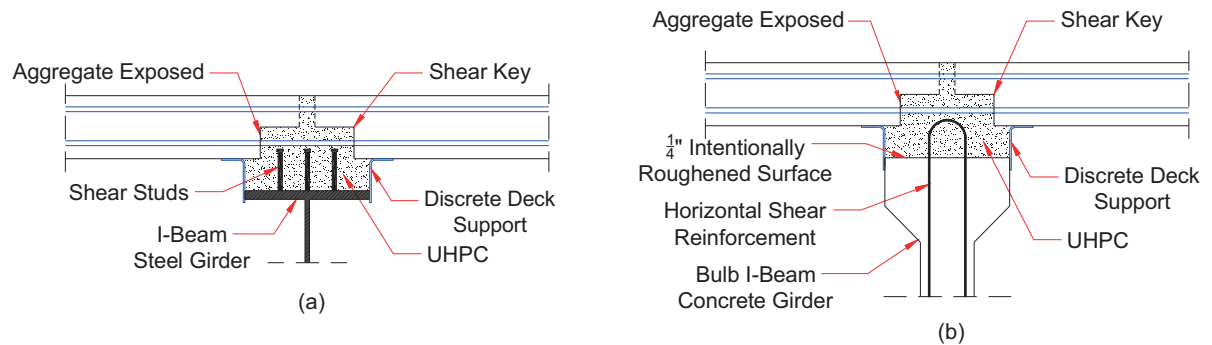 Aggregate Exposed
Shear Key
Shear Studs
I-Beam
Steel Girder
UHPC
Discrete Deck
Support
(a)
Aggregate Exposed
Shear Key
1/4" Intentionally
Roughened Surface
Horizontal Shear
Reinforcement
Bulb I-Beam
Concrete Girder
Discrete Deck
Support
UHPC
(b)